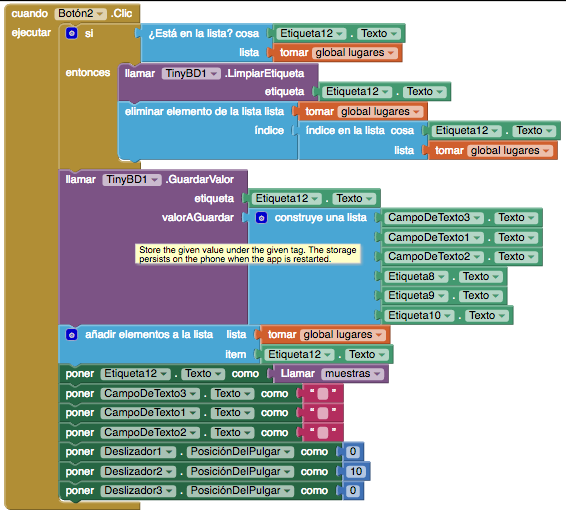 cuando Botón2 .Clic
ejecutar si ¿Está en la lista? cosa Etiqueta12 . Texto
lista tomar global lugares
entonces llamar TinyBD1 .LimpiarEtiqueta
etiqueta Etiqueta12 . Texto
eliminar elemento de la lista lista tomar global lugares
índice índice en la lista cosa Etiqueta12 . Texto
lista tomar global lugares
llamar TinyBD1 .GuardarValor
etiqueta Etiqueta12 . Texto
valorAGuardar construye una lista CampoDeTexto3 . Texto
CampoDeTexto1 . Texto
CampoDeTexto2 . Texto
Store the given value under the given tag. The storage
persists on the phone when the app is restarted.
Etiqueta8 . Texto
Etiqueta9 . Texto
Etiqueta10 . Texto
añadir elementos a la lista lista tomar global lugares
item Etiqueta12 . Texto
poner Etiqueta12 . Texto como Llamar muestras
poner CampoDeTexto3 . Texto como " "
poner CampoDeTexto1 . Texto como " "
poner CampoDeTexto2 . Texto como " "
poner Deslizador1 . PosiciónDelPulgar como 0
poner Deslizador2 . PosiciónDelPulgar como 10
poner Deslizador3 . PosiciónDelPulgar como 0